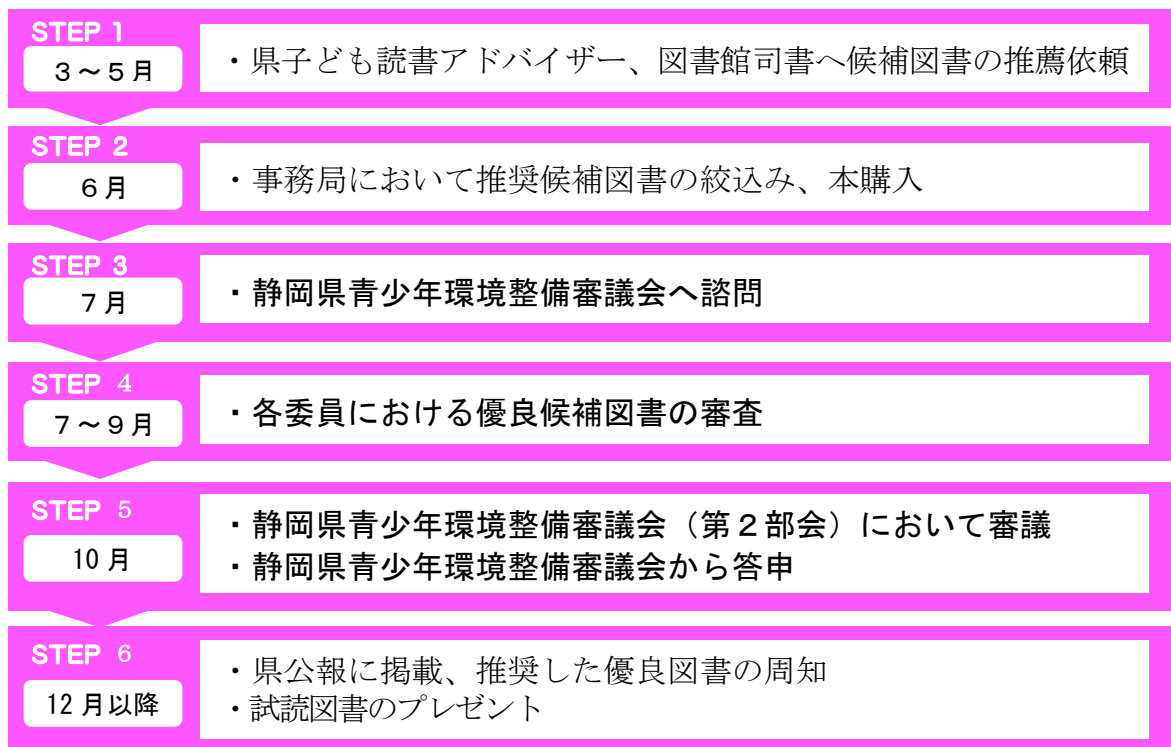 STEP 1
３～５月
・県子ども読書アドバイザー、図書館司書へ候補図書の推薦依頼
STEP 2
６月
・事務局において推奨候補図書の絞込み、本購入
STEP 3
７月
・静岡県青少年環境整備審議会へ諮問
STEP 4
７～９月
・各委員における優良候補図書の審査
STEP 5
10月
・静岡県青少年環境整備審議会（第２部会）において審議
・静岡県青少年環境整備審議会から答申
STEP 6
12月以降
・県公報に掲載、推奨した優良図書の周知
・試読図書のプレゼント